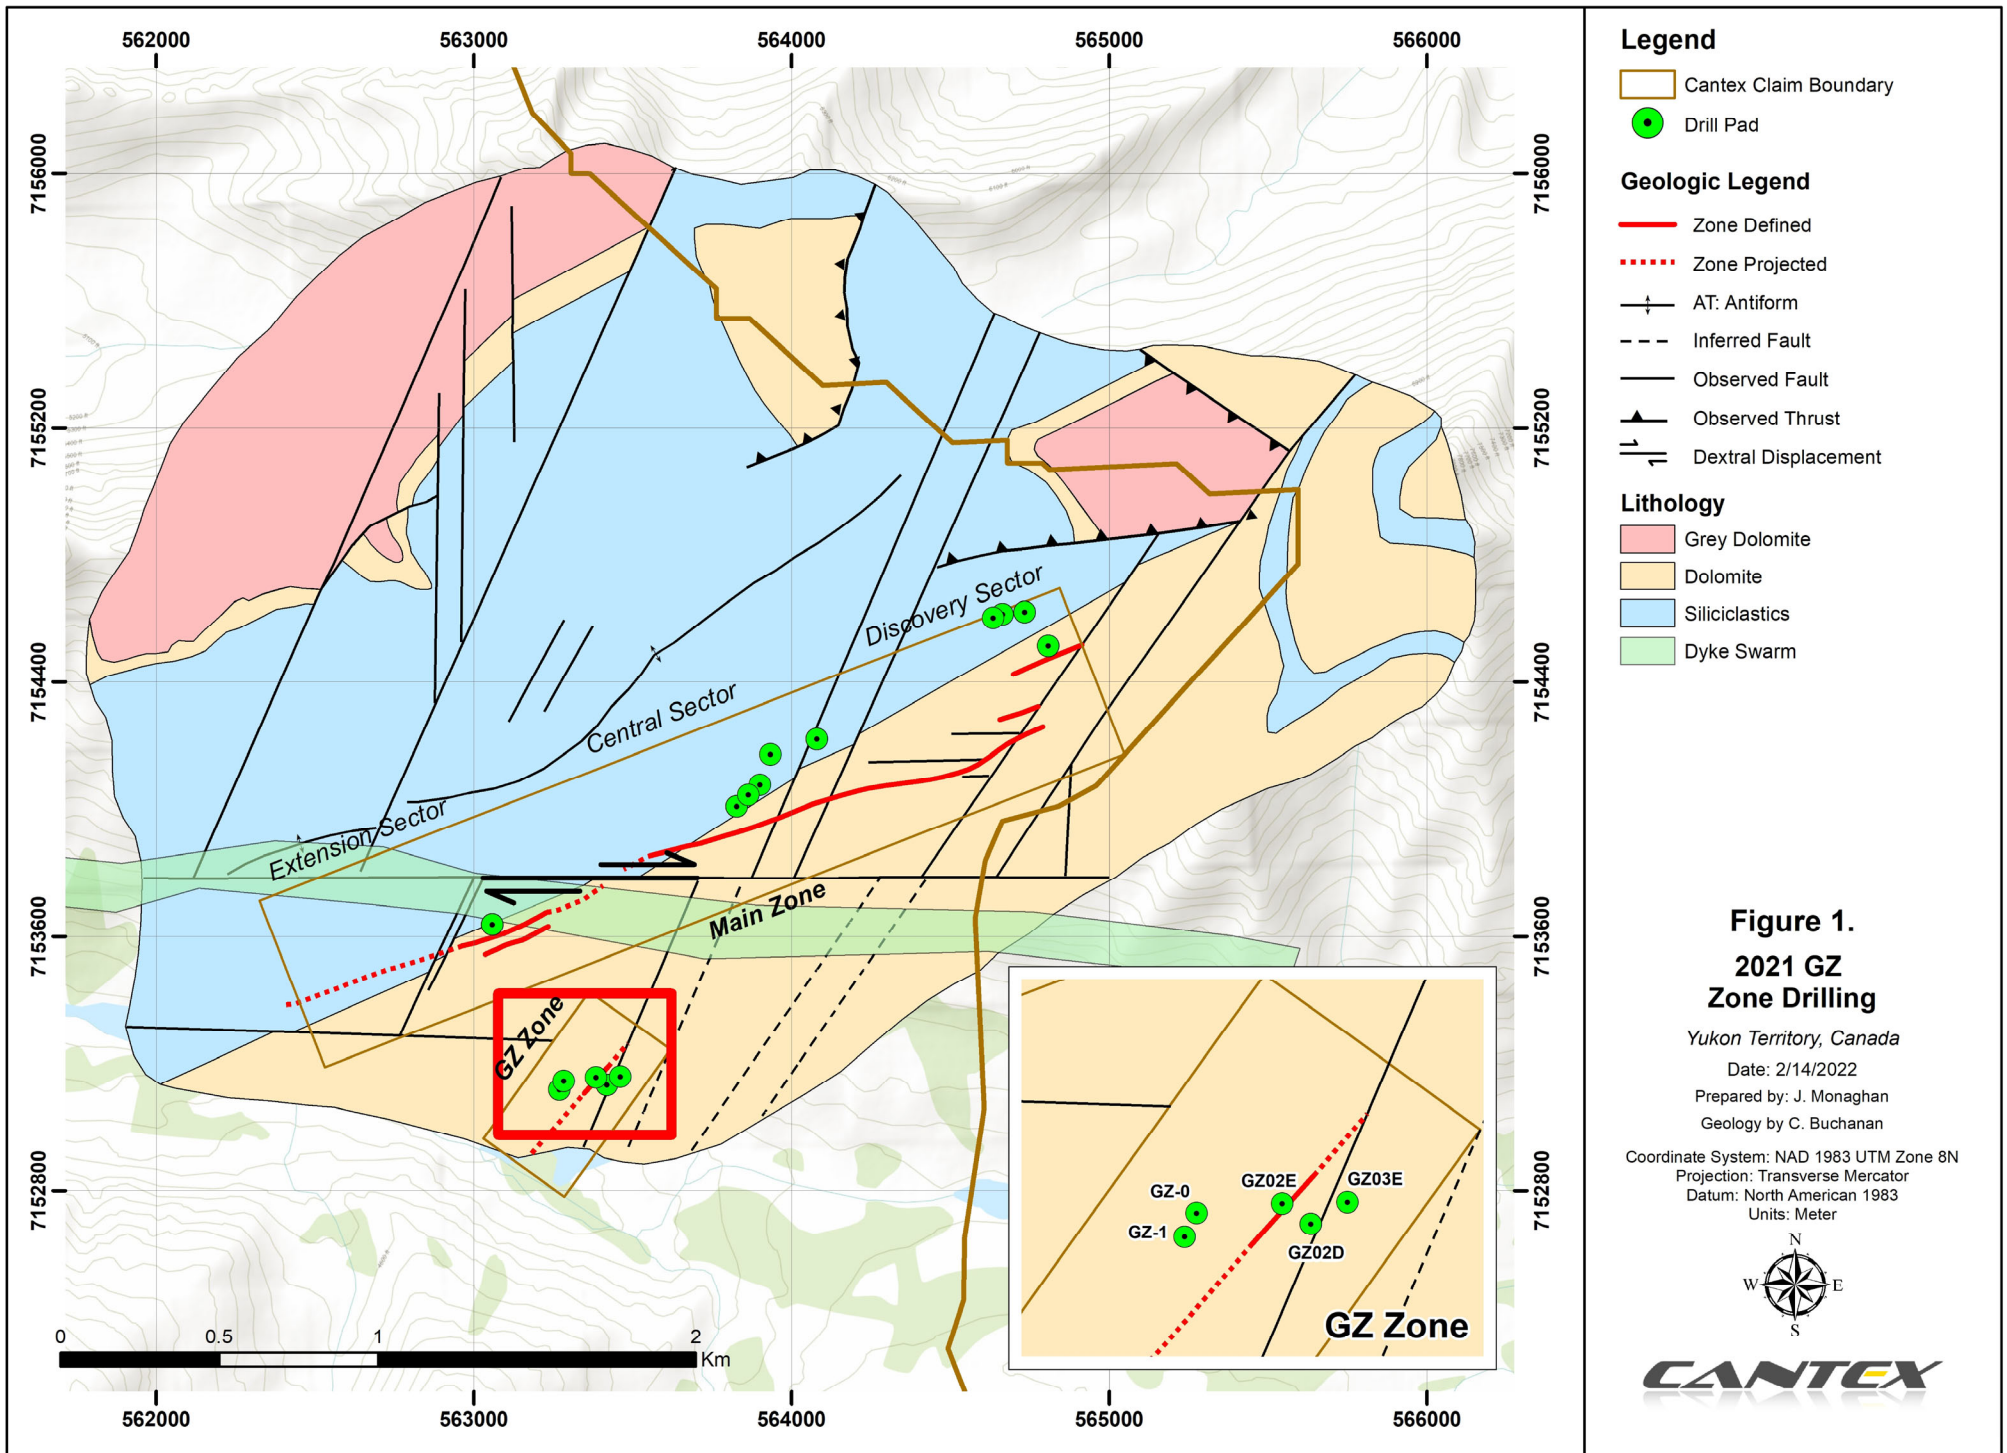 562000
563000
564000
565000
566000
7156000
7155200
7154400
7153600
7152800
7156000
7155200
7154400
7153600
7152800
Discovery Sector
Central Sector
Extension Sector
Main Zone
GZ Zone
GZ-0
GZ-1
GZ02E
GZ03E
GZ02D
GZ Zone
0
0.5
1
2
Km
562000
563000
564000
565000
566000
Legend
Cantex Claim Boundary
Drill Pad
Geologic Legend
Zone Defined
Zone Projected
AT: Antiform
Inferred Fault
Observed Fault
Observed Thrust
Dextral Displacement
Lithology
Grey Dolomite
Dolomite
Siliciclastics
Dyke Swarm
Figure 1.
2021 GZ
Zone Drilling
Yukon Territory, Canada
Date: 2/14/2022
Prepared by: J. Monaghan
Geology by C. Buchanan
Coordinate System: NAD 1983 UTM Zone 8N
Projection: Transverse Mercator
Datum: North American 1983
Units: Meter
N
W
E
S
CANTEX